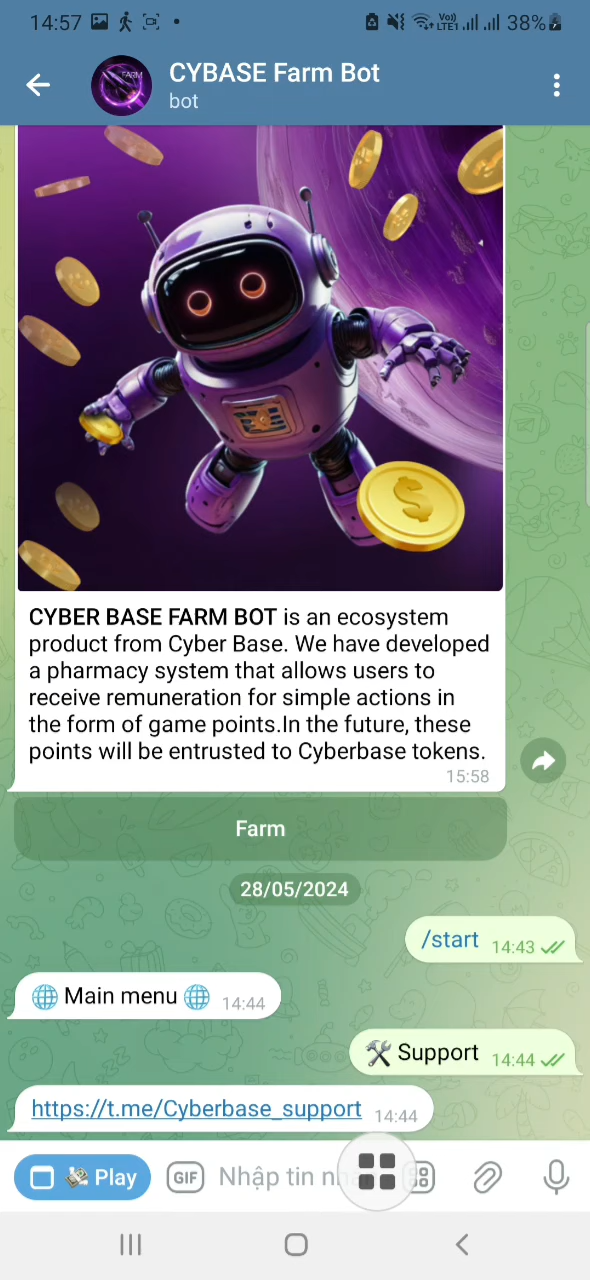 14:57
Vo)) LTE1 38%
FARM
CYBASE Farm Bot
bot
CYBER BASE FARM BOT is an ecosystem
product from Cyber Base. We have developed
a pharmacy system that allows users to
receive remuneration for simple actions in
the form of game points.In the future, these
points will be entrusted to Cyberbase tokens.
15:58
Farm
28/05/2024
/start 14:43
Main menu 14:44
Support 14:44
https://t.me/Cyberbase_support 14:44
Play GIF Nhập tin